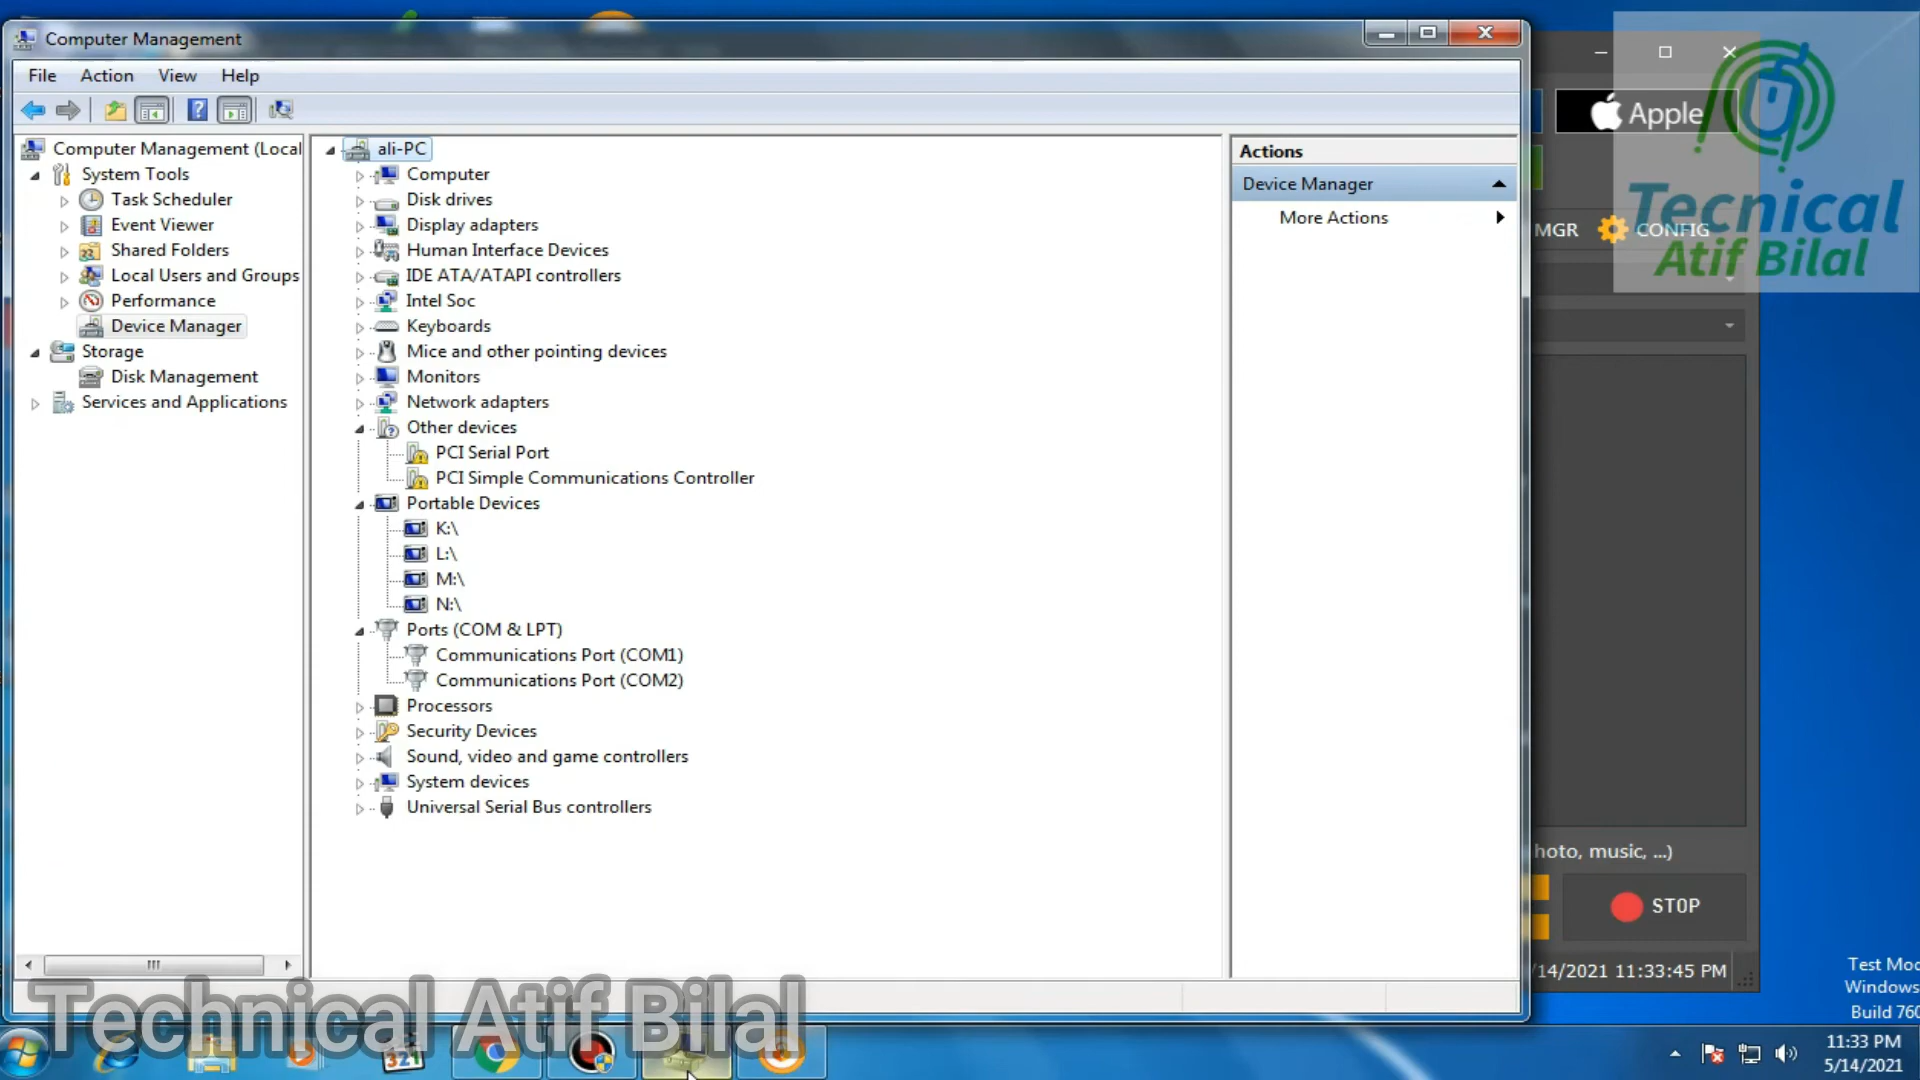 Computer Management
File Action View Help
Computer Management (Local
System Tools
Task Scheduler
Event Viewer
Shared Folders
Local Users and Groups
Performance
Device Manager
Storage
Disk Management
Services and Applications
ali-PC
Computer
Disk drives
Display adapters
Human Interface Devices
IDE ATA/ATAPI controllers
Intel Soc
Keyboards
Mice and other pointing devices
Monitors
Network adapters
Other devices
PCI Serial Port
PCI Simple Communications Controller
Portable Devices
K:\
L:\
M:\
N:\
Ports (COM & LPT)
Communications Port (COM1)
Communications Port (COM2)
Processors
Security Devices
Sound, video and game controllers
System devices
Universal Serial Bus controllers
Actions
Device Manager
More Actions
Apple
Tecnical
Atif Bilal
MGR CONFIG
hoto, music, ...)
STOP
/14/2021 11:33:45 PM
Test Mod
Windows
Build 760
Technical Atif Bilal
321
11:33 PM
5/14/2021